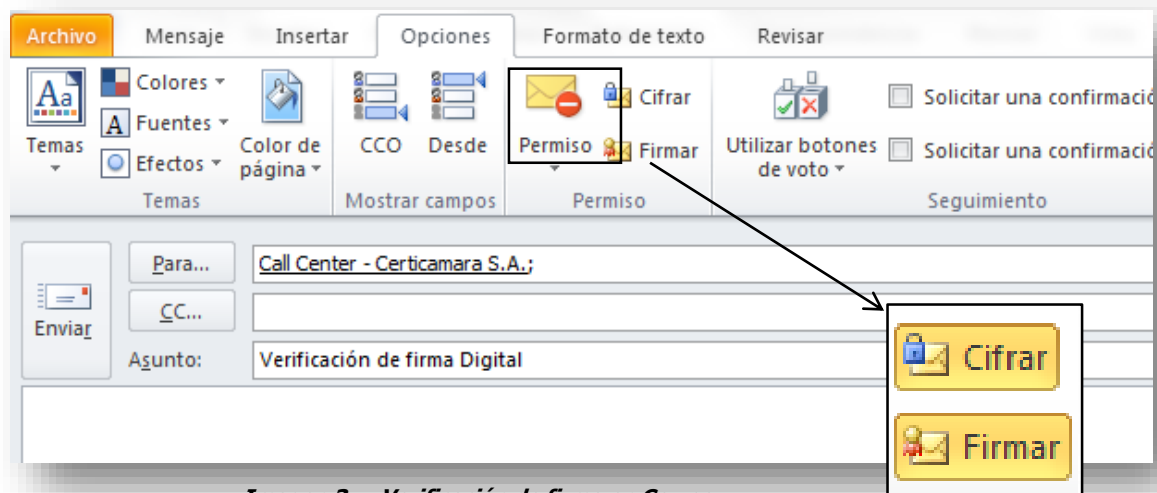 Archivo Mensaje Insertar Opciones Formato de texto Revisar
Aa Colores Cifrar Solicitar una confirmació
A Fuentes
Temas Color de página CCO Desde Permiso Firmar Utilizar botones de voto Solicitar una confirmació
Efectos
Temas Mostrar campos Permiso Seguimiento
Para... Call Center - Certicamara S.A.;
CC...
Enviar
Asunto: Verificación de firma Digital
Cifrar
Firmar